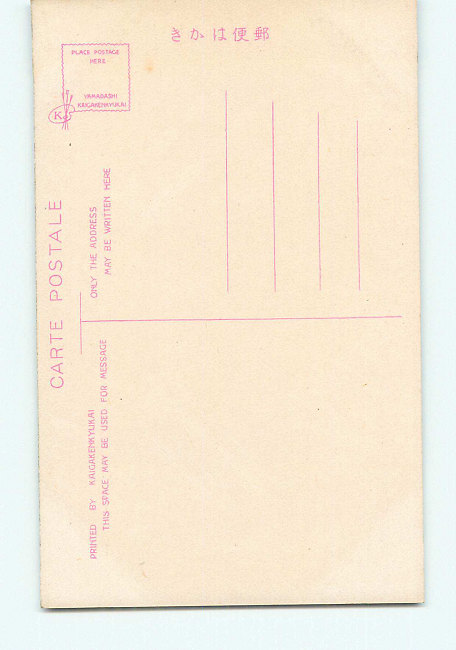 きかは便郵
PLACE POSTAGE
HERE
YAMADASHI
KAIGAKENKYUKAI
K
CARTE POSTALE
ONLY THE ADDRESS
MAY BE WRITTEN HERE
PRINTED BY KAIGAKENKYUKAI
THIS SPACE MAY BE USED FOR MESSAGE